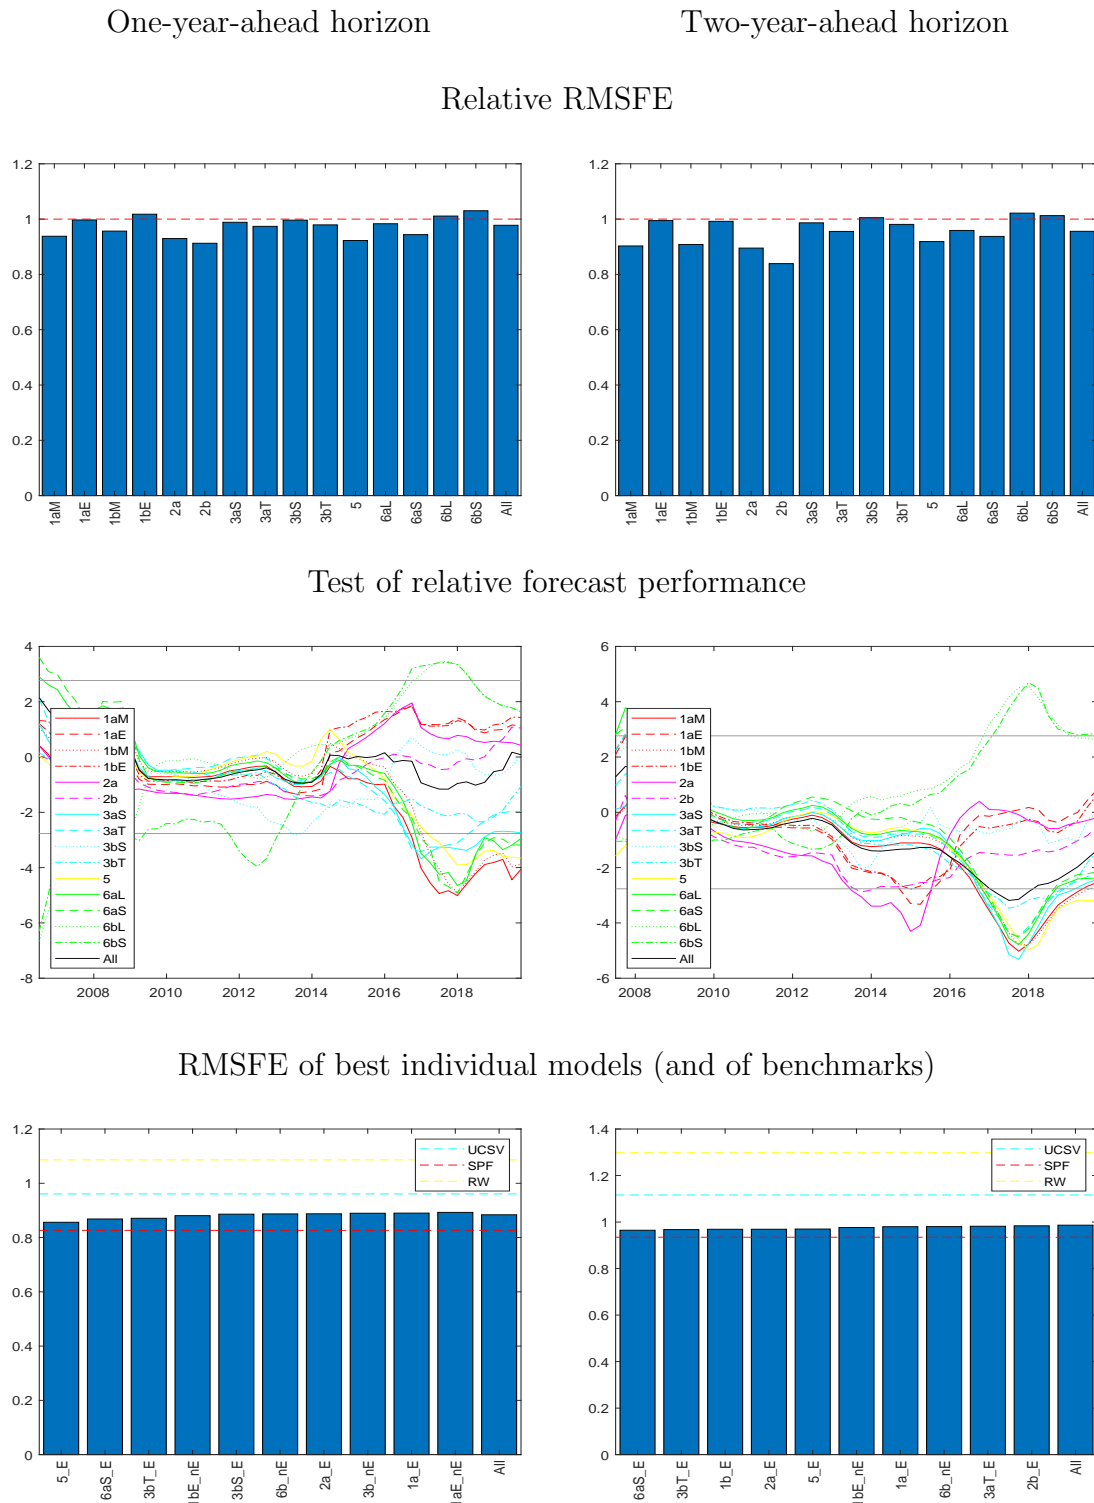 One-year-ahead horizon Two-year-ahead horizon
Relative RMSFE
1.2
1
0.8
0.6
0.4
0.2
0
1aM 1aE 1bM 1bE 2a 2b 3aS 3aT 3bS 3bT 5 6aL 6aS 6bL 6bS All
1.2
1
0.8
0.6
0.4
0.2
0
1aM 1aE 1bM 1bE 2a 2b 3aS 3aT 3bS 3bT 5 6aL 6aS 6bL 6bS All
Test of relative forecast performance
4
2
0
-2
-4
-6
-8
1aM
1aE
1bM
1bE
2a
2b
3aS
3aT
3bS
3bT
5
6aL
6aS
6bL
6bS
All
2008 2010 2012 2014 2016 2018
6
4
2
0
-2
-4
-6
1aM
1aE
1bM
1bE
2a
2b
3aS
3aT
3bS
3bT
5
6aL
6aS
6bL
6bS
All
2008 2010 2012 2014 2016 2018
RMSFE of best individual models (and of benchmarks)
1.2
1
0.8
0.6
0.4
0.2
0
UCSV
SPF
RW
5_E 6aS_E 3bT_E 1bE_nE 3bS_E 6b_nE 2a_E 3b_nE 1a_E 1aE_nE All
1.4
1.2
1
0.8
0.6
0.4
0.2
0
UCSV
SPF
RW
6aS_E 3bT_E 1b_E 2a_E 5_E 1bE_nE 1a_E 6b_nE 3aT_E 2b_E All